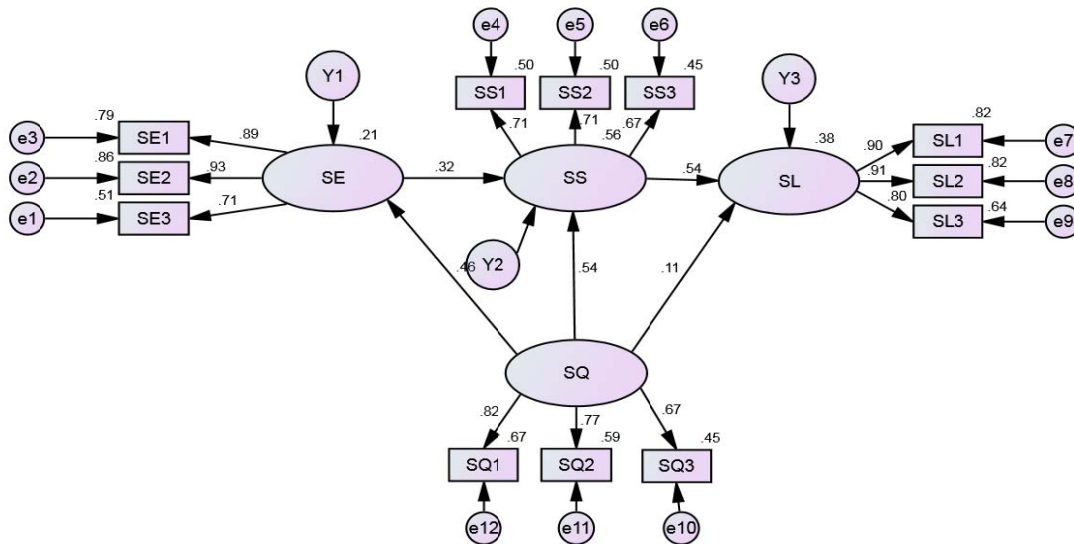 e4
e5
e6
.50
.50
.45
SS1
SS2
SS3
Y1
Y3
.71
.71
.67
.79
e3
SE1
.89
.21
.56
.38
.82
SL1
e7
.90
.86
e2
SE2
.93
SE
.32
SS
.54
SL
.91
.82
SL2
e8
.51
e1
SE3
.71
.80
.64
SL3
e9
Y2
.46
.54
.11
SQ
.82
.77
.67
.67
.59
.45
SQ1
SQ2
SQ3
e12
e11
e10